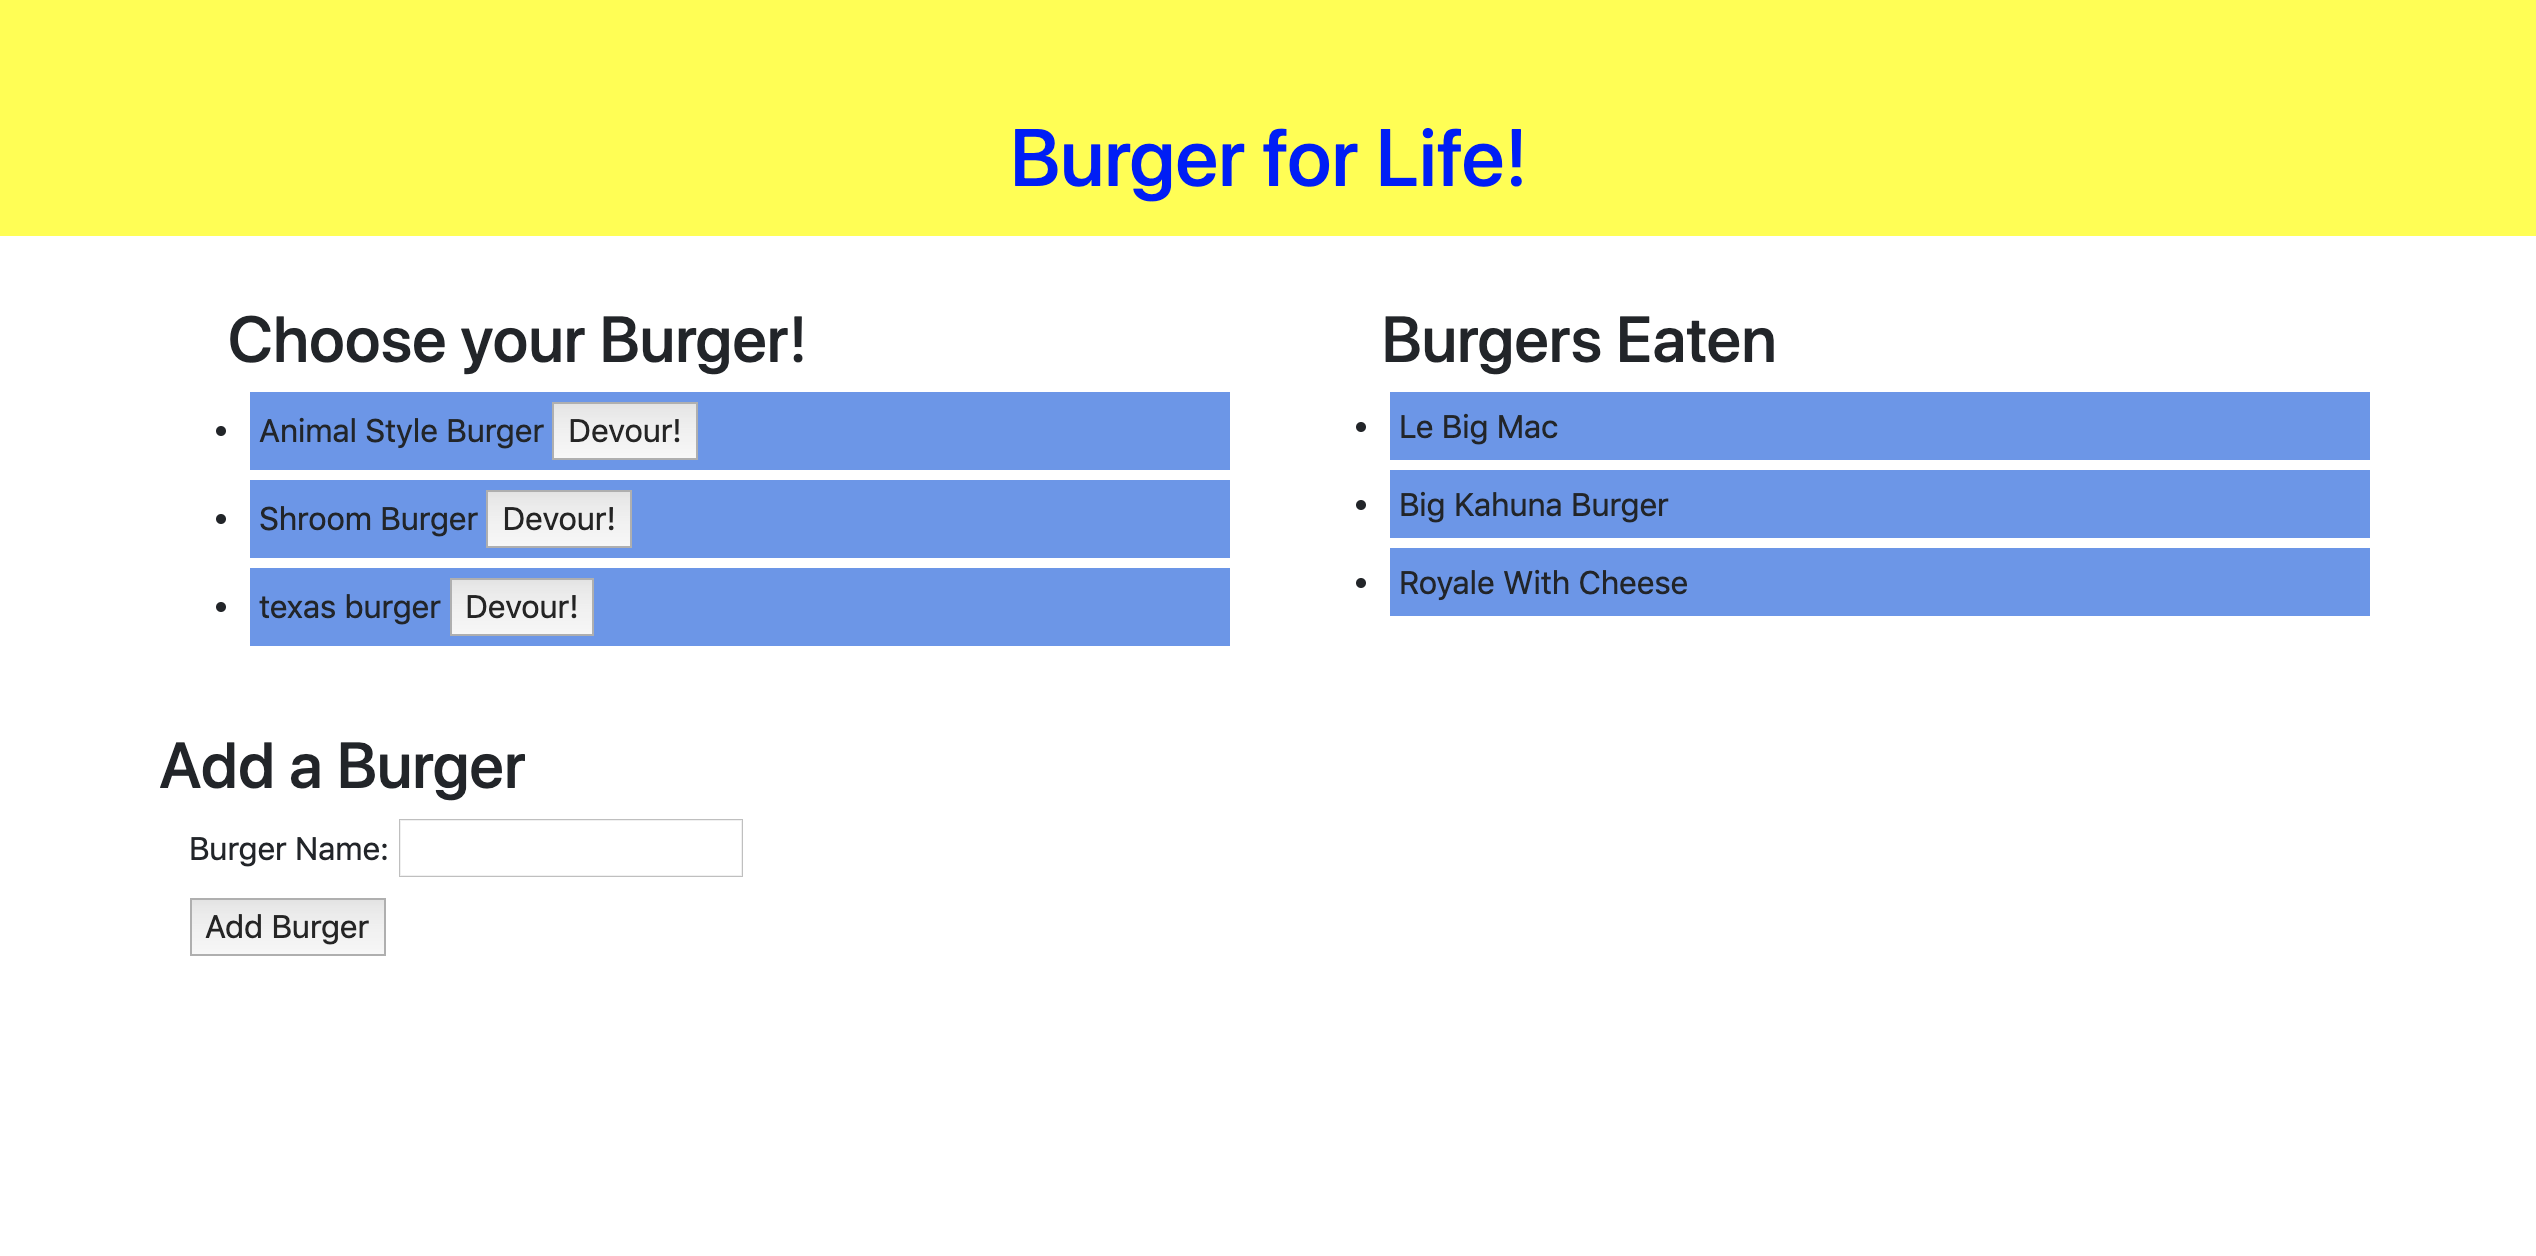 Burger for Life!
Choose your Burger!
Animal Style Burger Devour!
Shroom Burger Devour!
texas burger Devour!
Burgers Eaten
Le Big Mac
Big Kahuna Burger
Royale With Cheese
Add a Burger
Burger Name:
Add Burger